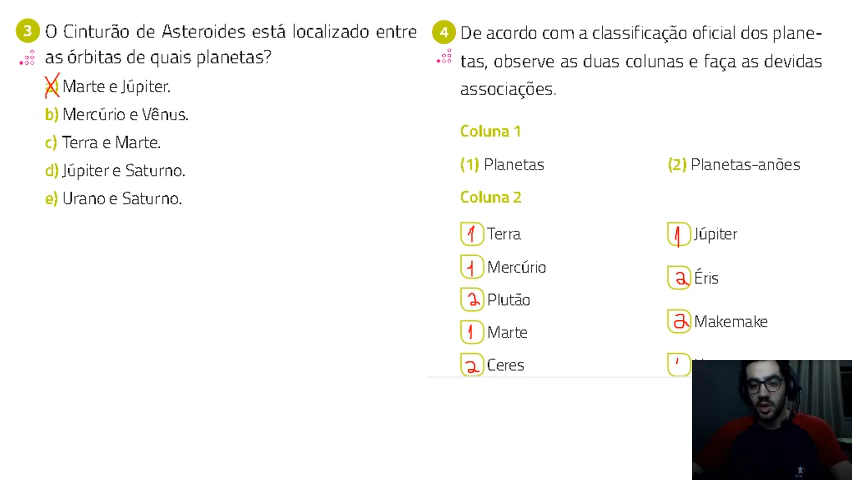 3 O Cinturão de Asteroides está localizado entre
as órbitas de quais planetas?
a) Marte e Júpiter.
b) Mercúrio e Vênus.
c) Terra e Marte.
d) Júpiter e Saturno.
e) Urano e Saturno.
4 De acordo com a classificação oficial dos plane-
tas, observe as duas colunas e faça as devidas
associações.
Coluna 1
(1) Planetas
(2) Planetas-anões
Coluna 2
1 Terra
1 Mercúrio
2 Plutão
1 Marte
2 Ceres
1 Júpiter
2 Éris
2 Makemake